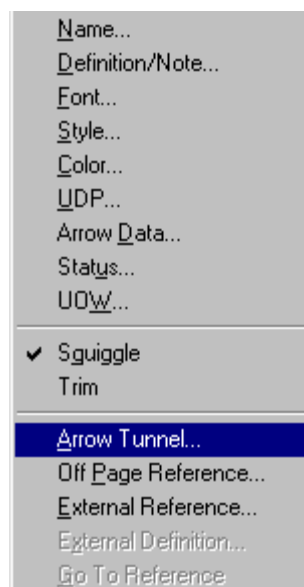 Name...
Definition/Note...
Font...
Style...
Color...
UDP...
Arrow Data...
Status...
UOW...
Squiggle
Trim
Arrow Tunnel...
Off Page Reference...
External Reference...
External Definition...
Go To Reference